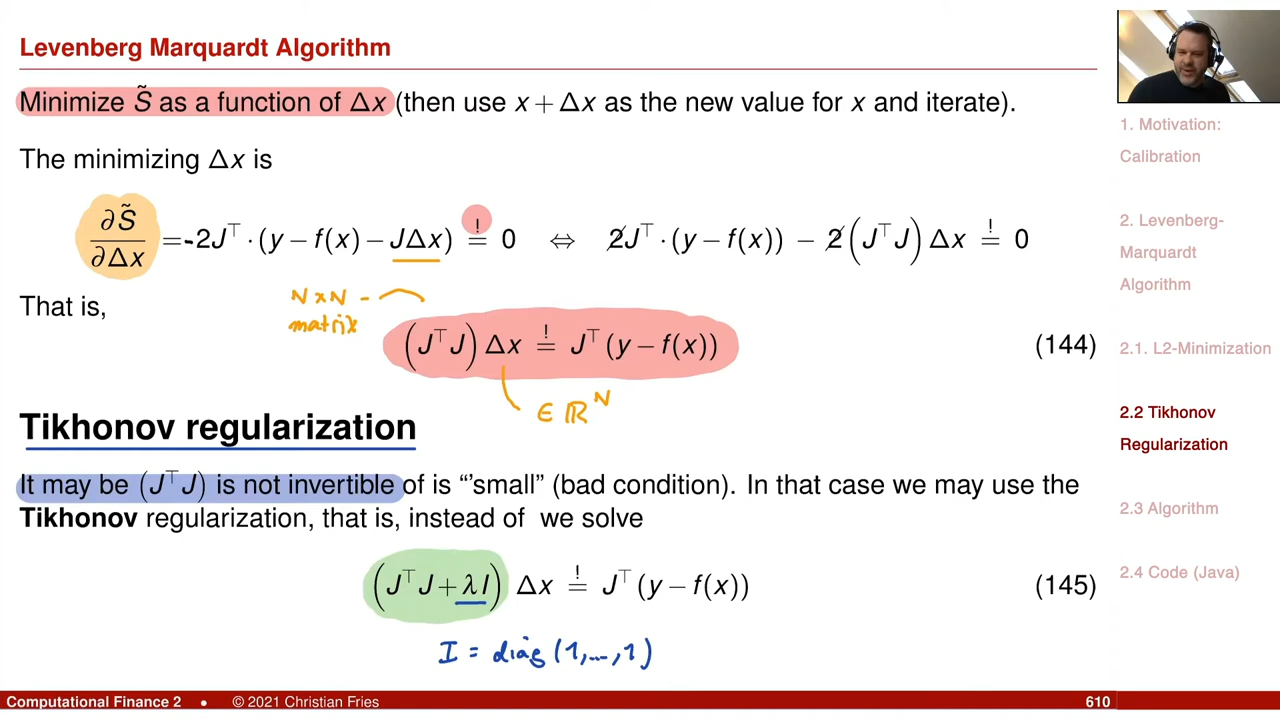 Levenberg Marquardt Algorithm
Minimize S̃ as a function of Δx (then use x + Δx as the new value for x and iterate).
The minimizing Δx is
∂S̃/∂Δx = -2J⊤ · (y − f(x) − JΔx) =! 0 ⇔ 2J⊤ · (y − f(x)) − 2(J⊤J)Δx =! 0
That is,
N x N -
matrix
(J⊤J)Δx =! J⊤(y − f(x)) (144)
∈ ℝ^N
Tikhonov regularization
It may be (J⊤J) is not invertible of is “’small” (bad condition). In that case we may use the
Tikhonov regularization, that is, instead of we solve
(J⊤J + λI) Δx =! J⊤(y − f(x)) (145)
I = diag(1,...,1)
1. Motivation:
Calibration
2. Levenberg-
Marquardt
Algorithm
2.1. L2-Minimization
2.2 Tikhonov
Regularization
2.3 Algorithm
2.4 Code (Java)
Computational Finance 2 • © 2021 Christian Fries 610